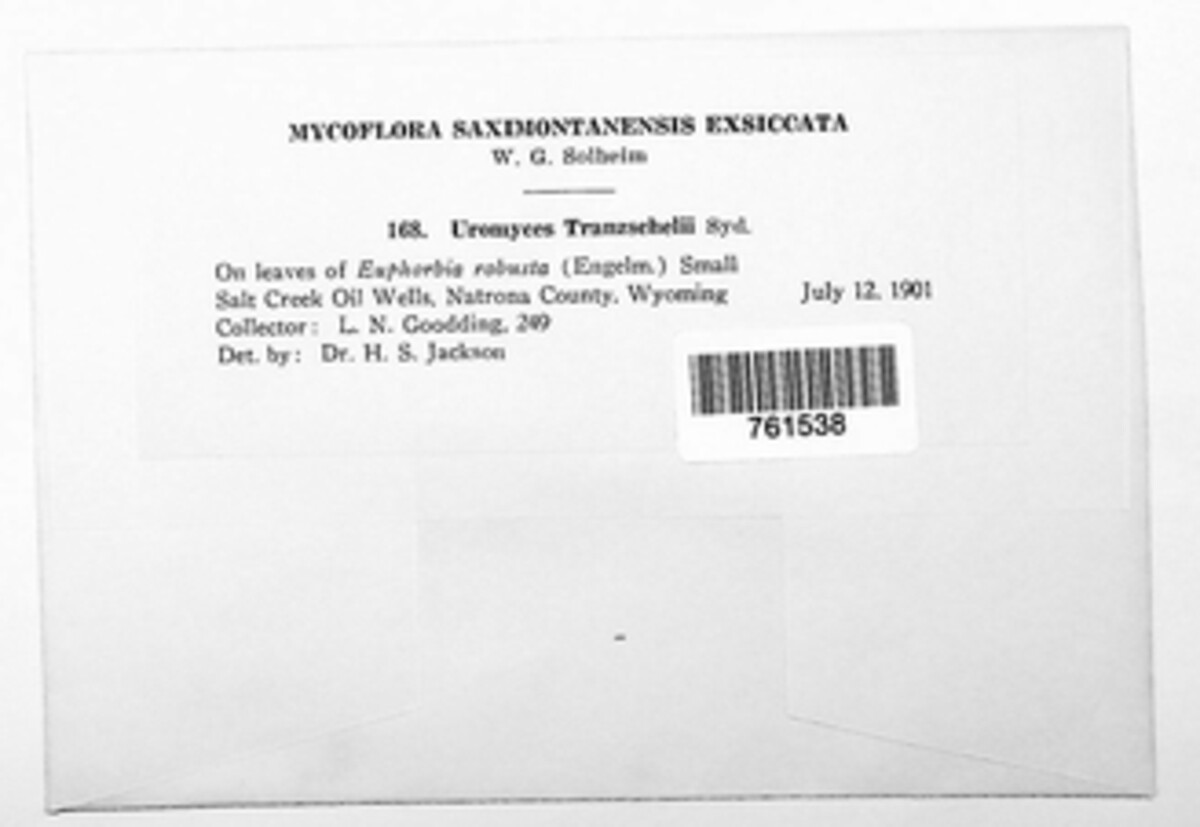 MYCOFLORA SAXIMONTANENSIS EXSICCATA
W. G. Solheim
168. Uromyces Tranzschelii Syd.
On leaves of Euphorbia robusta (Engelm.) Small
Salt Creek Oil Wells, Natrona County, Wyoming July 12, 1901
Collector: L. N. Goodding, 249
Det. by: Dr. H. S. Jackson
761538